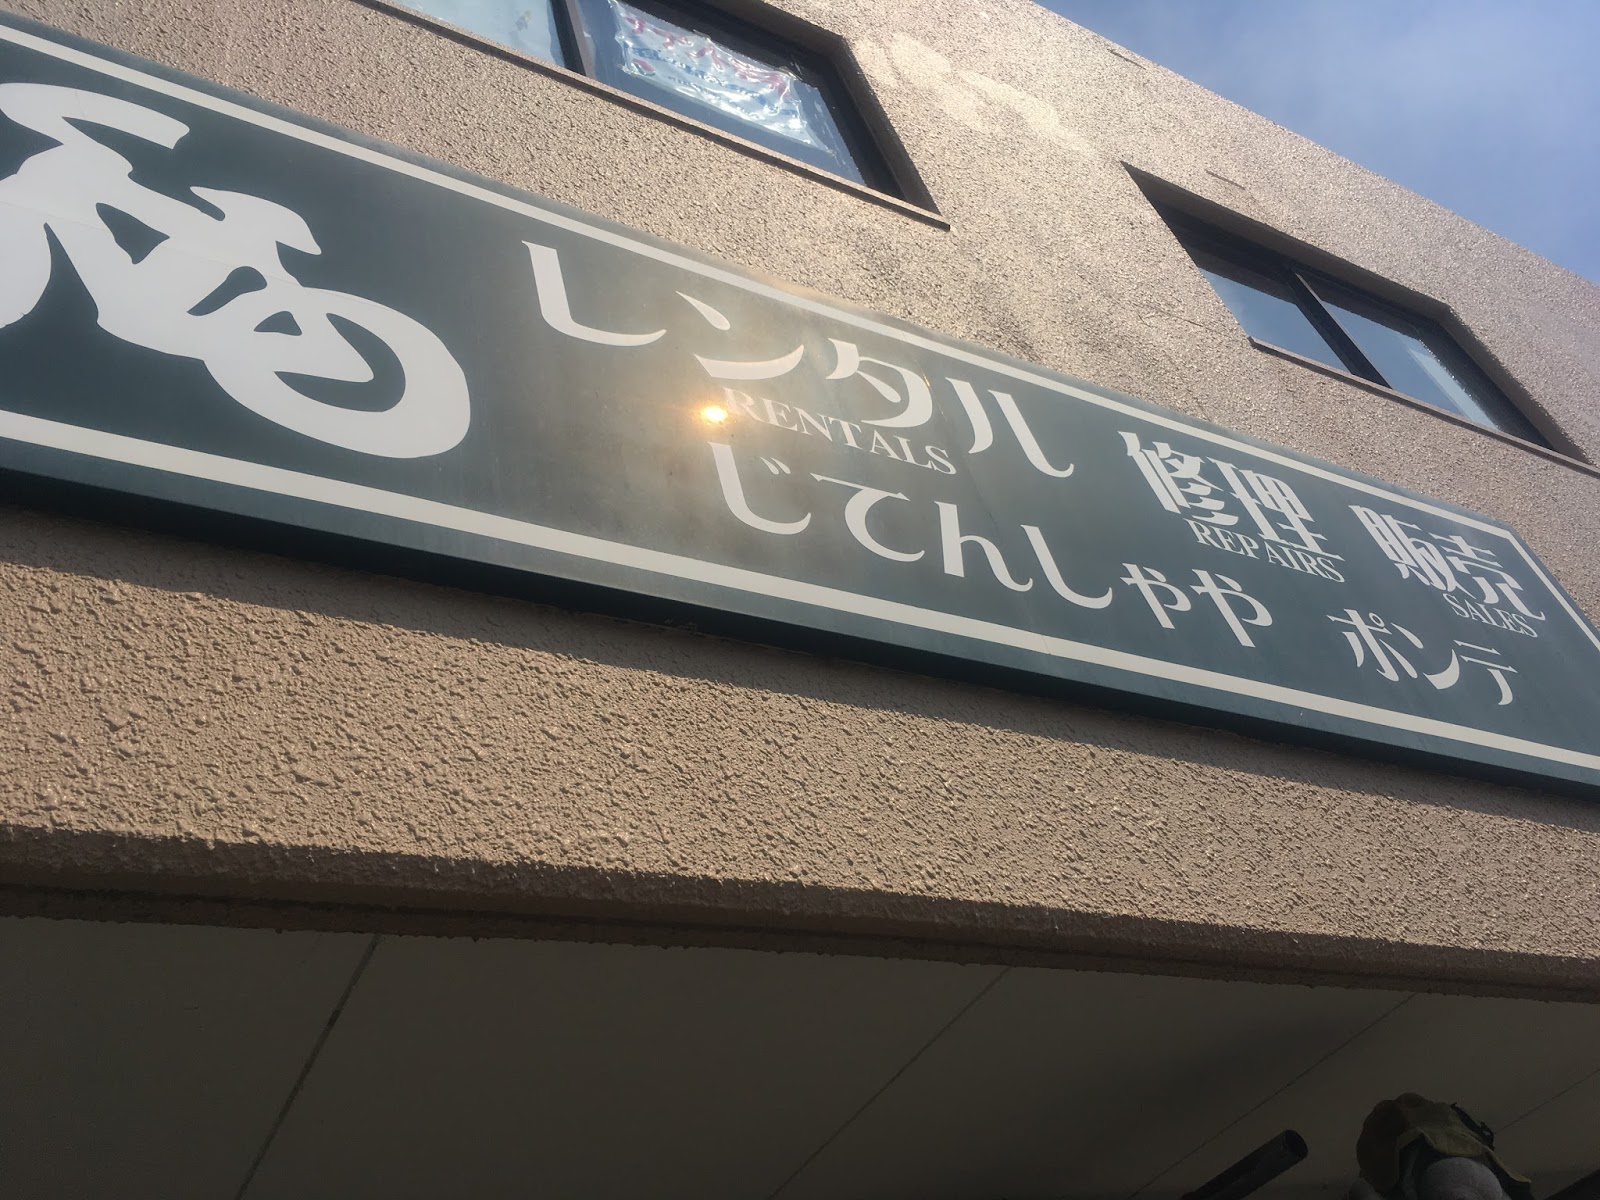 レンタル 修理 販売
RENTALS REPAIRS SALES
じてんしゃや ポンテ